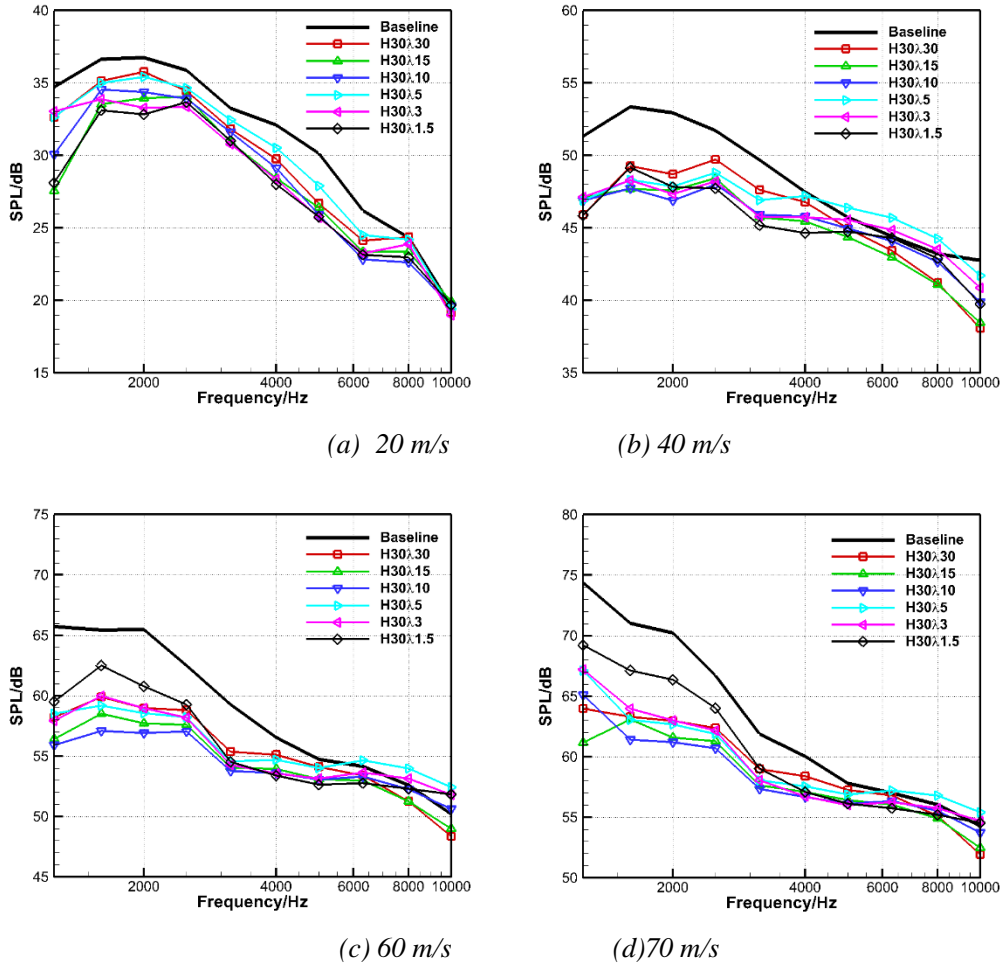 60
40
Baseline
H30λ30
H30λ15
H30λ10
H30λ5
H30λ3
H30λ1.5
35
30
25
20
15
SPL/dB
2000
4000
6000
8000
10000
Frequency/Hz
(a) 20 m/s
Baseline
H30λ30
H30λ15
H30λ10
H30λ5
H30λ3
H30λ1.5
55
50
45
40
35
SPL/dB
2000
4000
6000
8000
10000
Frequency/Hz
(b) 40 m/s
75
Baseline
H30λ30
H30λ15
H30λ10
H30λ5
H30λ3
H30λ1.5
70
65
60
55
50
45
SPL/dB
2000
4000
6000
8000
10000
Frequency/Hz
(c) 60 m/s
80
Baseline
H30λ30
H30λ15
H30λ10
H30λ5
H30λ3
H30λ1.5
75
70
65
60
55
50
SPL/dB
2000
4000
6000
8000
10000
Frequency/Hz
(d)70 m/s